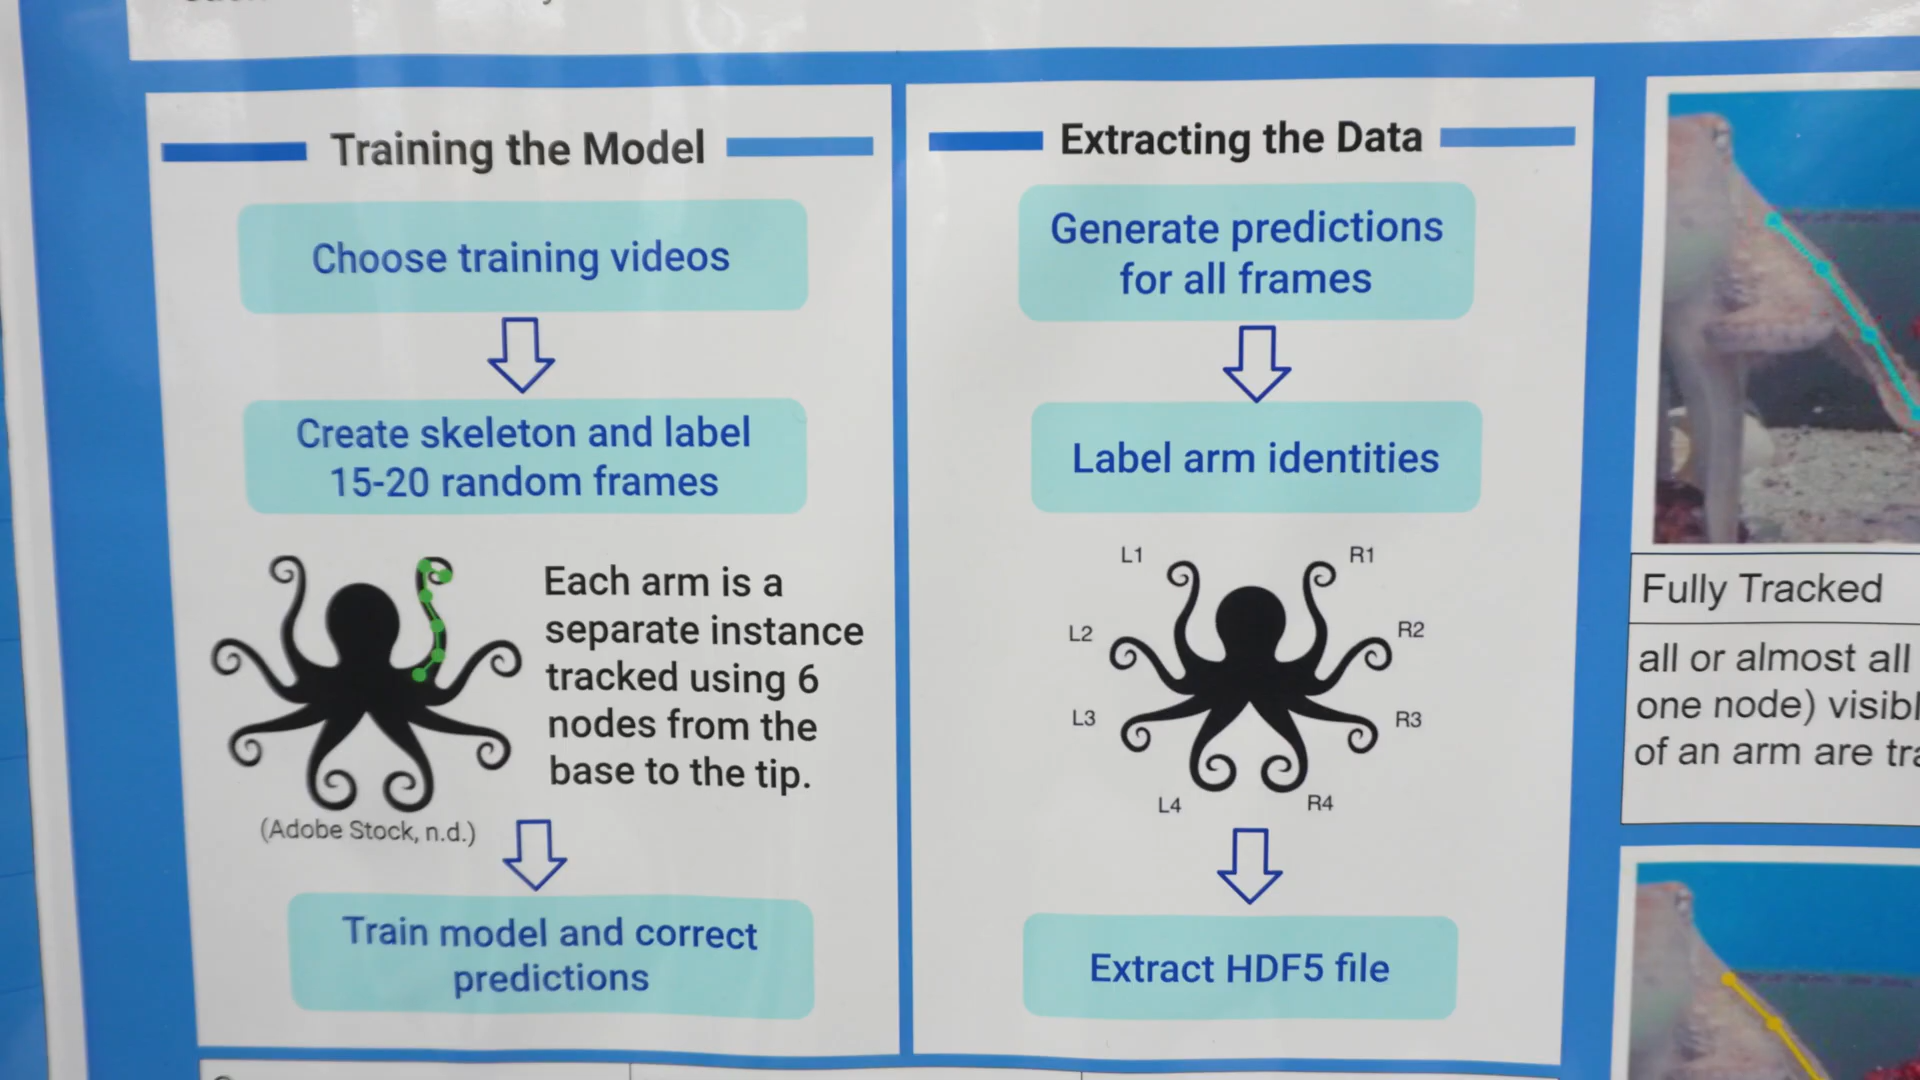 Training the Model
Choose training videos
Create skeleton and label
15-20 random frames
Each arm is a
separate instance
tracked using 6
nodes from the
base to the tip.
(Adobe Stock, n.d.)
Train model and correct
predictions
Extracting the Data
Generate predictions
for all frames
Label arm identities
L1
R1
L2
R2
L3
R3
L4
R4
Extract HDF5 file
Fully Tracked
all or almost all
one node)
of an arm are